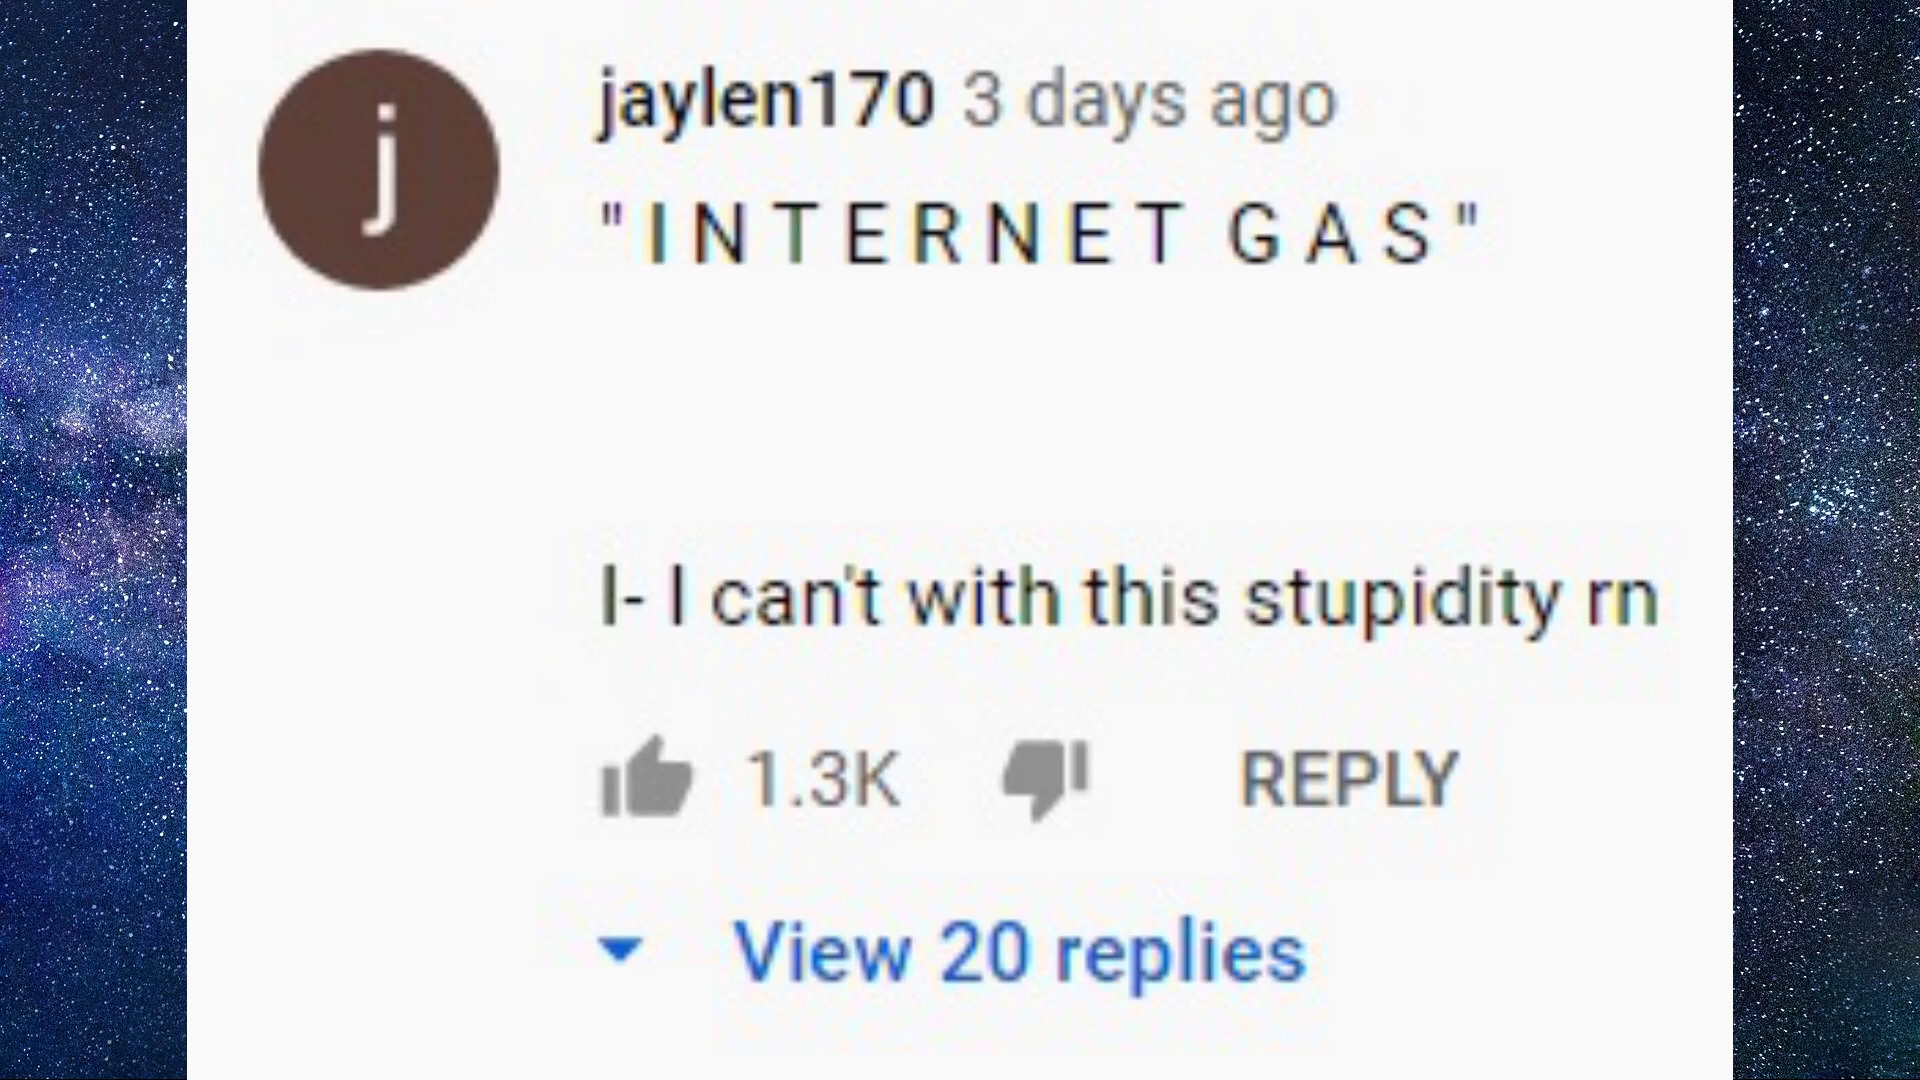 j
jaylen170 3 days ago
"I N T E R N E T  G A S"
I- I can't with this stupidity rn
1.3K REPLY
View 20 replies